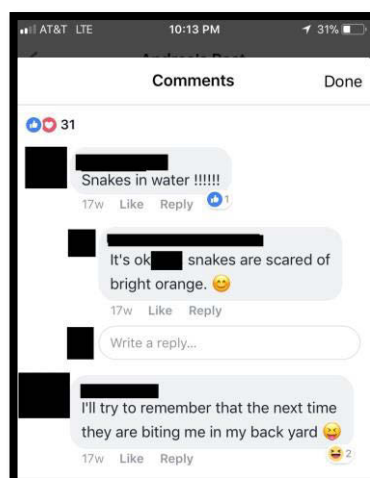 AT&T LTE 10:13 PM 31%
Comments Done
31
Snakes in water !!!!!!
17w Like Reply 1
It's ok snakes are scared of
bright orange. 😊
17w Like Reply
Write a reply...
I'll try to remember that the next time
they are biting me in my back yard 😝
17w Like Reply 2